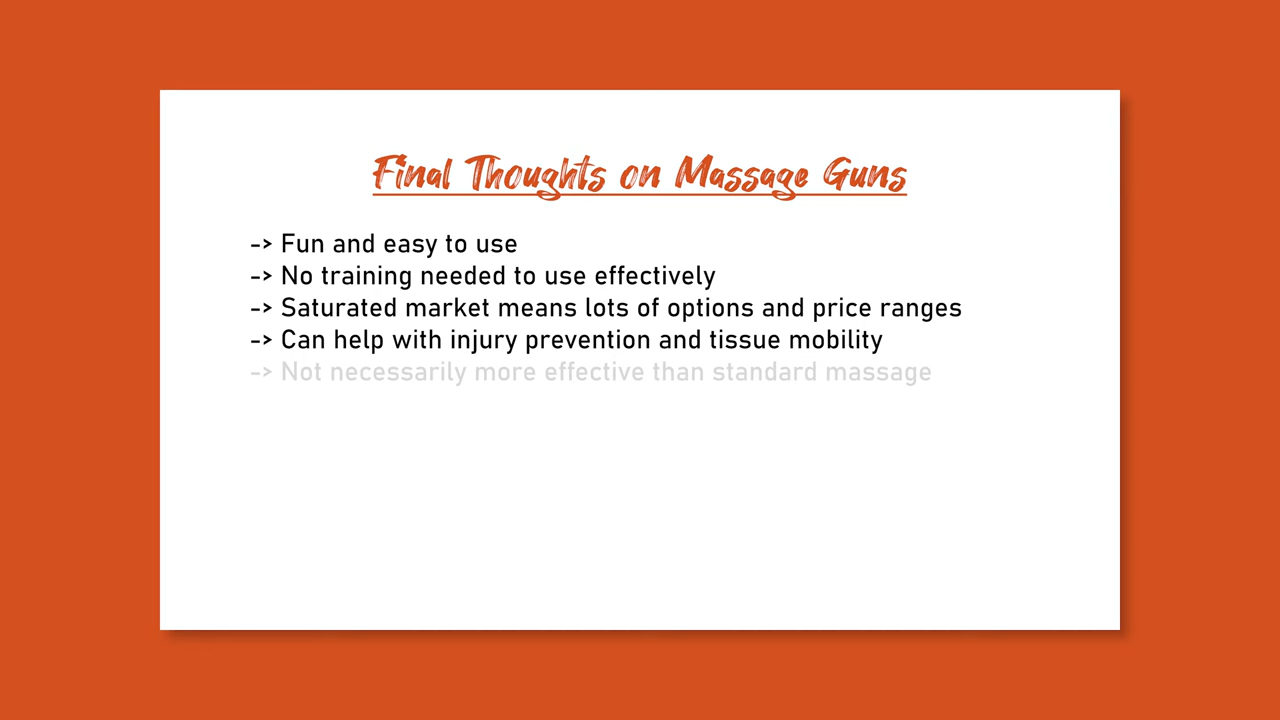 Final Thoughts on Massage Guns
-> Fun and easy to use
-> No training needed to use effectively
-> Saturated market means lots of options and price ranges
-> Can help with injury prevention and tissue mobility
-> Not necessarily more effective than standard massage